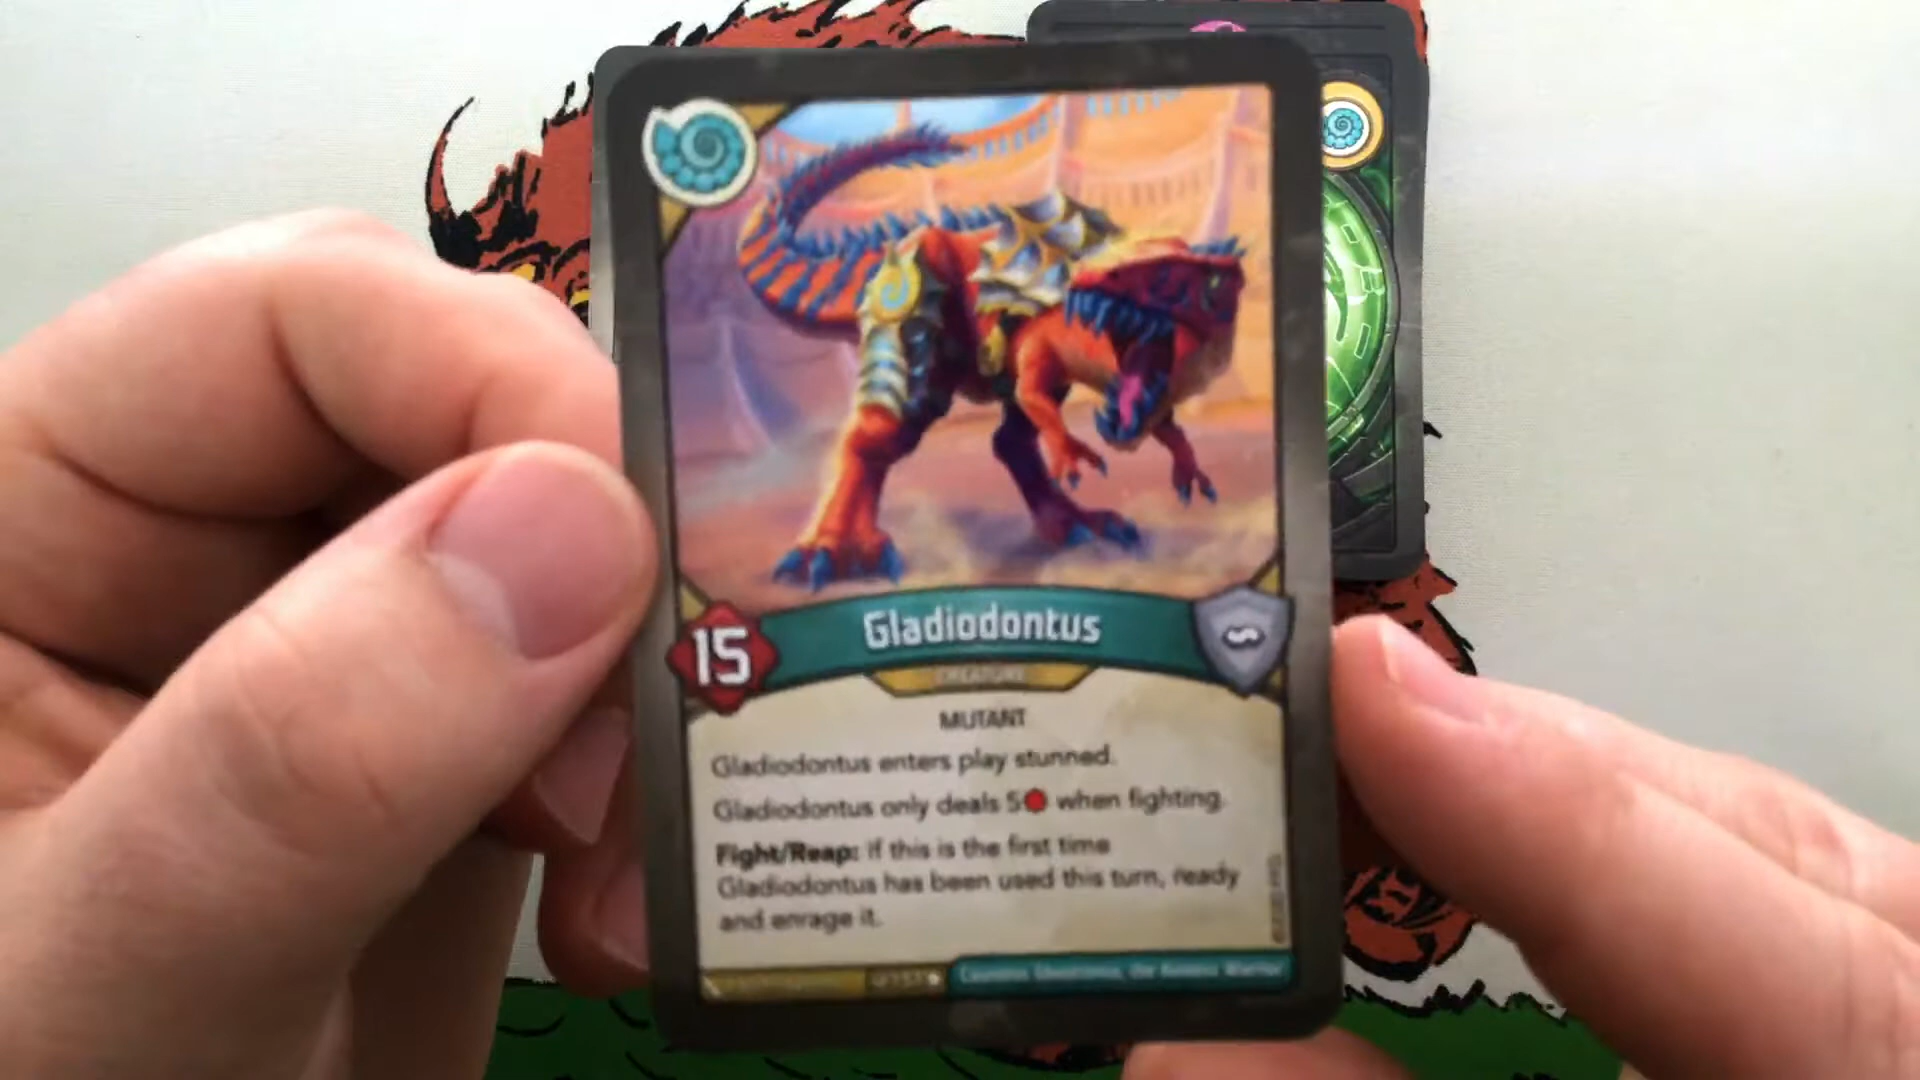 15
Gladiodontus
CREATURE
MUTANT
Gladiodontus enters play stunned.
Gladiodontus only deals 5 when fighting.
Fight/Reap: If this is the first time
Gladiodontus has been used this turn, ready
and enrage it.